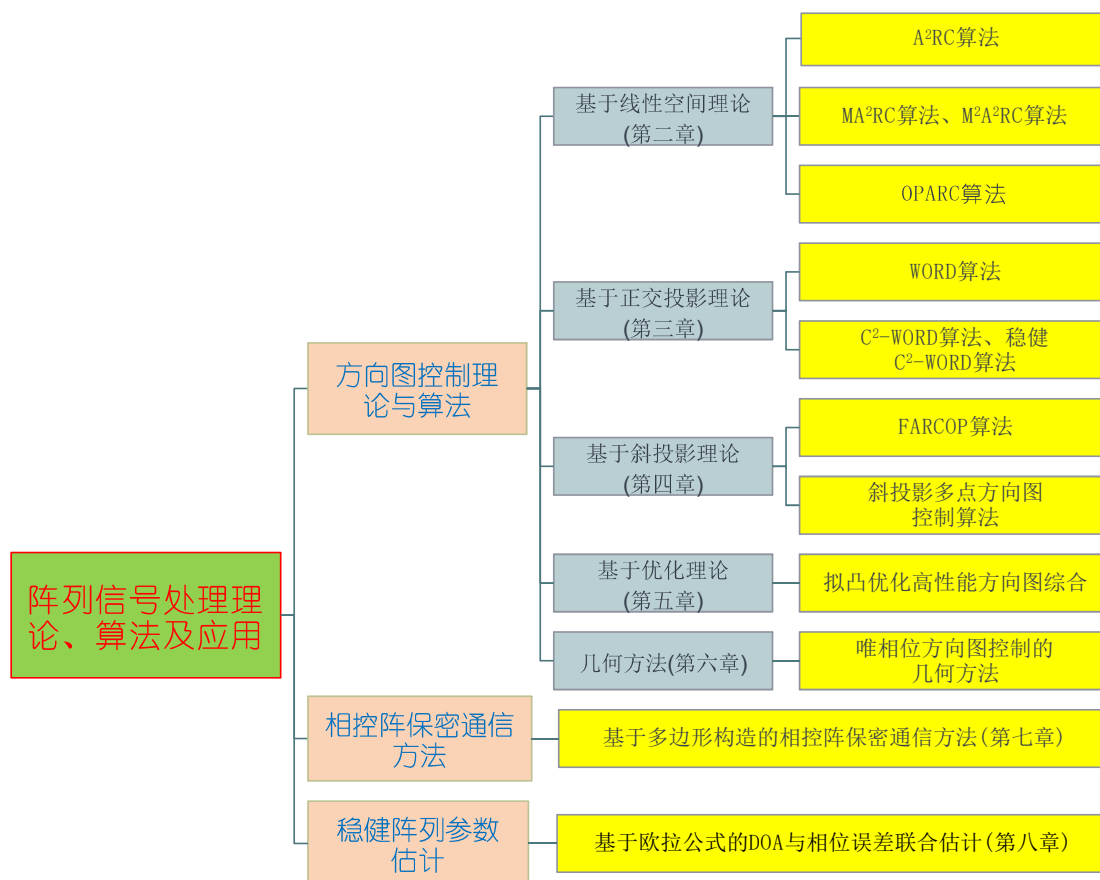 阵列信号处理理
论、算法及应用
方向图控制理
论与算法
基于线性空间理论
(第二章)
A²RC算法
MA²RC算法、M²A²RC算法
OPARC算法
基于正交投影理论
(第三章)
WORD算法
C²-WORD算法、稳健
C²-WORD算法
基于斜投影理论
(第四章)
FARCOP算法
斜投影多点方向图
控制算法
基于优化理论
(第五章)
拟凸优化高性能方向图综合
几何方法(第六章)
唯相位方向图控制的
几何方法
相控阵保密通信
方法
基于多边形构造的相控阵保密通信方法(第七章)
稳健阵列参数
估计
基于欧拉公式的DOA与相位误差联合估计(第八章)